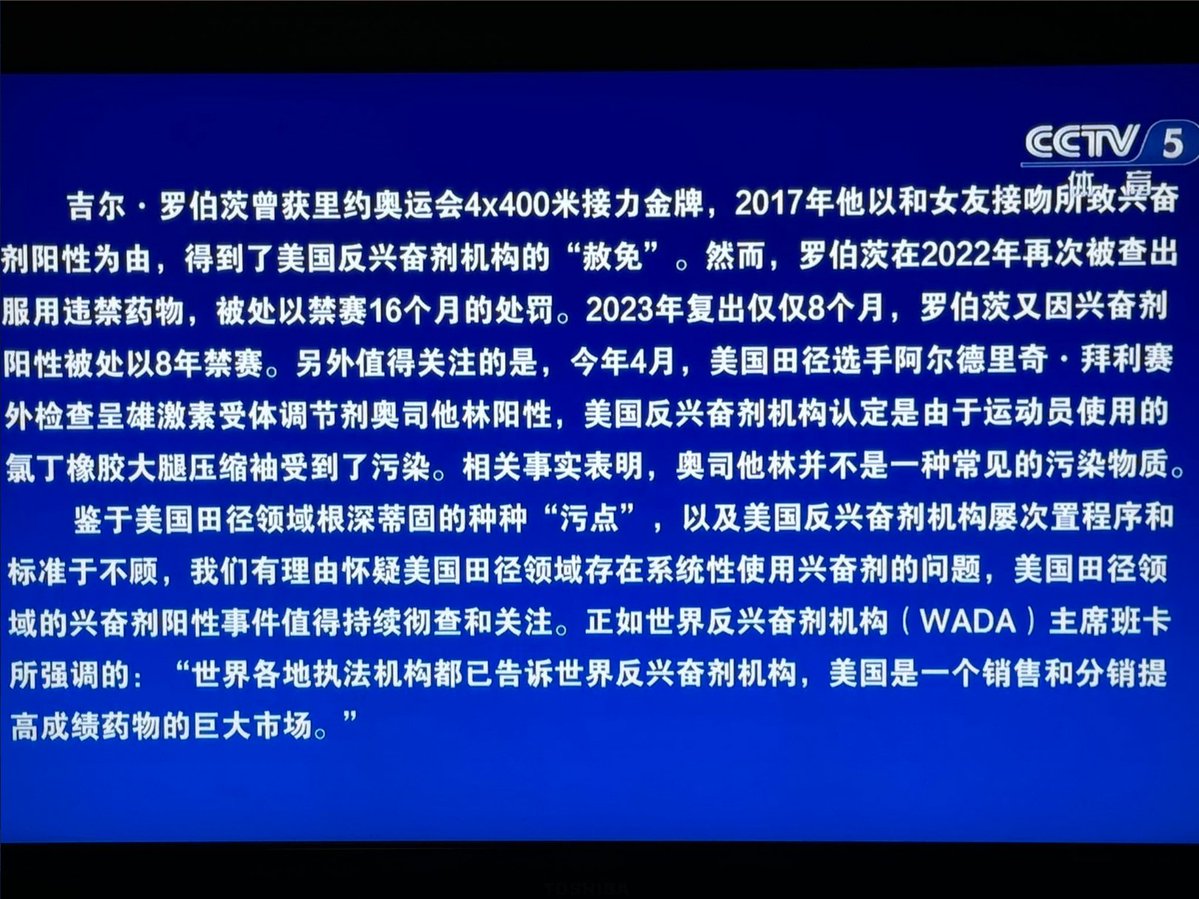 CCTV 5
体育
吉尔·罗伯茨曾获里约奥运会4x400米接力金牌，2017年他以和女友接吻所致兴奋
剂阳性为由，得到了美国反兴奋剂机构的“赦免”。然而，罗伯茨在2022年再次被查出
服用违禁药物，被处以禁赛16个月的处罚。2023年复出仅仅8个月，罗伯茨又因兴奋剂
阳性被处以8年禁赛。另外值得关注的是，今年4月，美国田径选手阿尔德里奇·拜利赛
外检查呈雄激素受体调节剂奥司他林阳性，美国反兴奋剂机构认定是由于运动员使用的
氯丁橡胶大腿压缩袖受到了污染。相关事实表明，奥司他林并不是一种常见的污染物质。
鉴于美国田径领域根深蒂固的种种“污点”，以及美国反兴奋剂机构屡次置程序和
标准于不顾，我们有理由怀疑美国田径领域存在系统性使用兴奋剂的问题，美国田径领
域的兴奋剂阳性事件值得持续彻查和关注。正如世界反兴奋剂机构（WADA）主席班卡
所强调的：“世界各地执法机构都已告诉世界反兴奋剂机构，美国是一个销售和分销提
高成绩药物的巨大市场。”
TOSHIBA